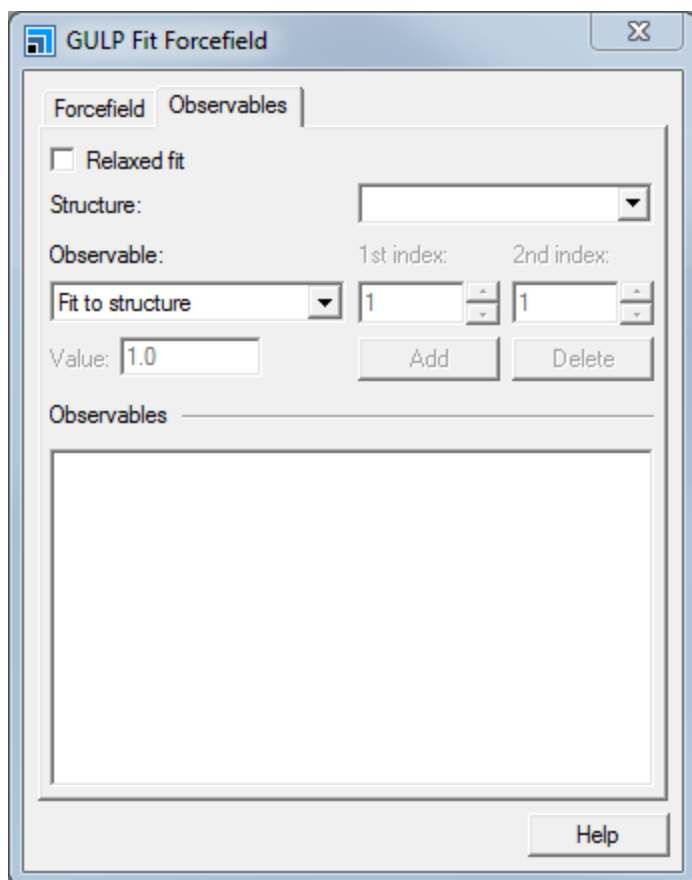 GULP Fit Forcefield
Forcefield Observables
Relaxed fit
Structure:
Observable: 1st index: 2nd index:
Fit to structure 1 1
Value: 1.0 Add Delete
Observables
Help